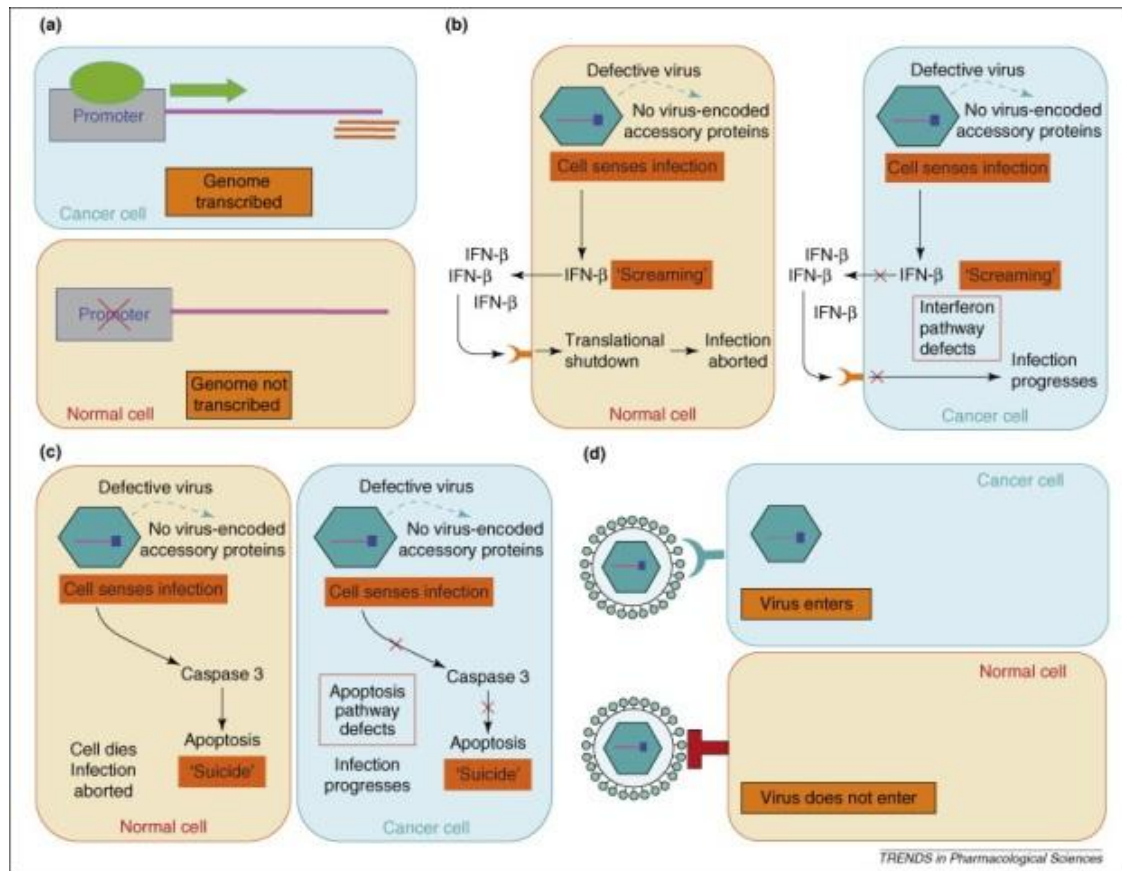 (a)
Promoter
Genome
transcribed
Cancer cell
Promoter
Genome not
transcribed
Normal cell
(b)
Defective virus
No virus-encoded
accessory proteins
Cell senses infection
IFN-β
IFN-β
IFN-β
IFN-β
'Screaming'
Translational
shutdown
Infection
aborted
Normal cell
Defective virus
No virus-encoded
accessory proteins
Cell senses infection
IFN-β
IFN-β
IFN-β
IFN-β
'Screaming'
Interferon
pathway
defects
Infection
progresses
Cancer cell
(c)
Defective virus
No virus-encoded
accessory proteins
Cell senses infection
Caspase 3
Apoptosis
'Suicide'
Cell dies
Infection
aborted
Normal cell
Defective virus
No virus-encoded
accessory proteins
Cell senses infection
Caspase 3
Apoptosis
pathway
defects
Apoptosis
'Suicide'
Infection
progresses
Cancer cell
(d)
Cancer cell
Virus enters
Normal cell
Virus does not enter
TRENDS in Pharmacological Sciences